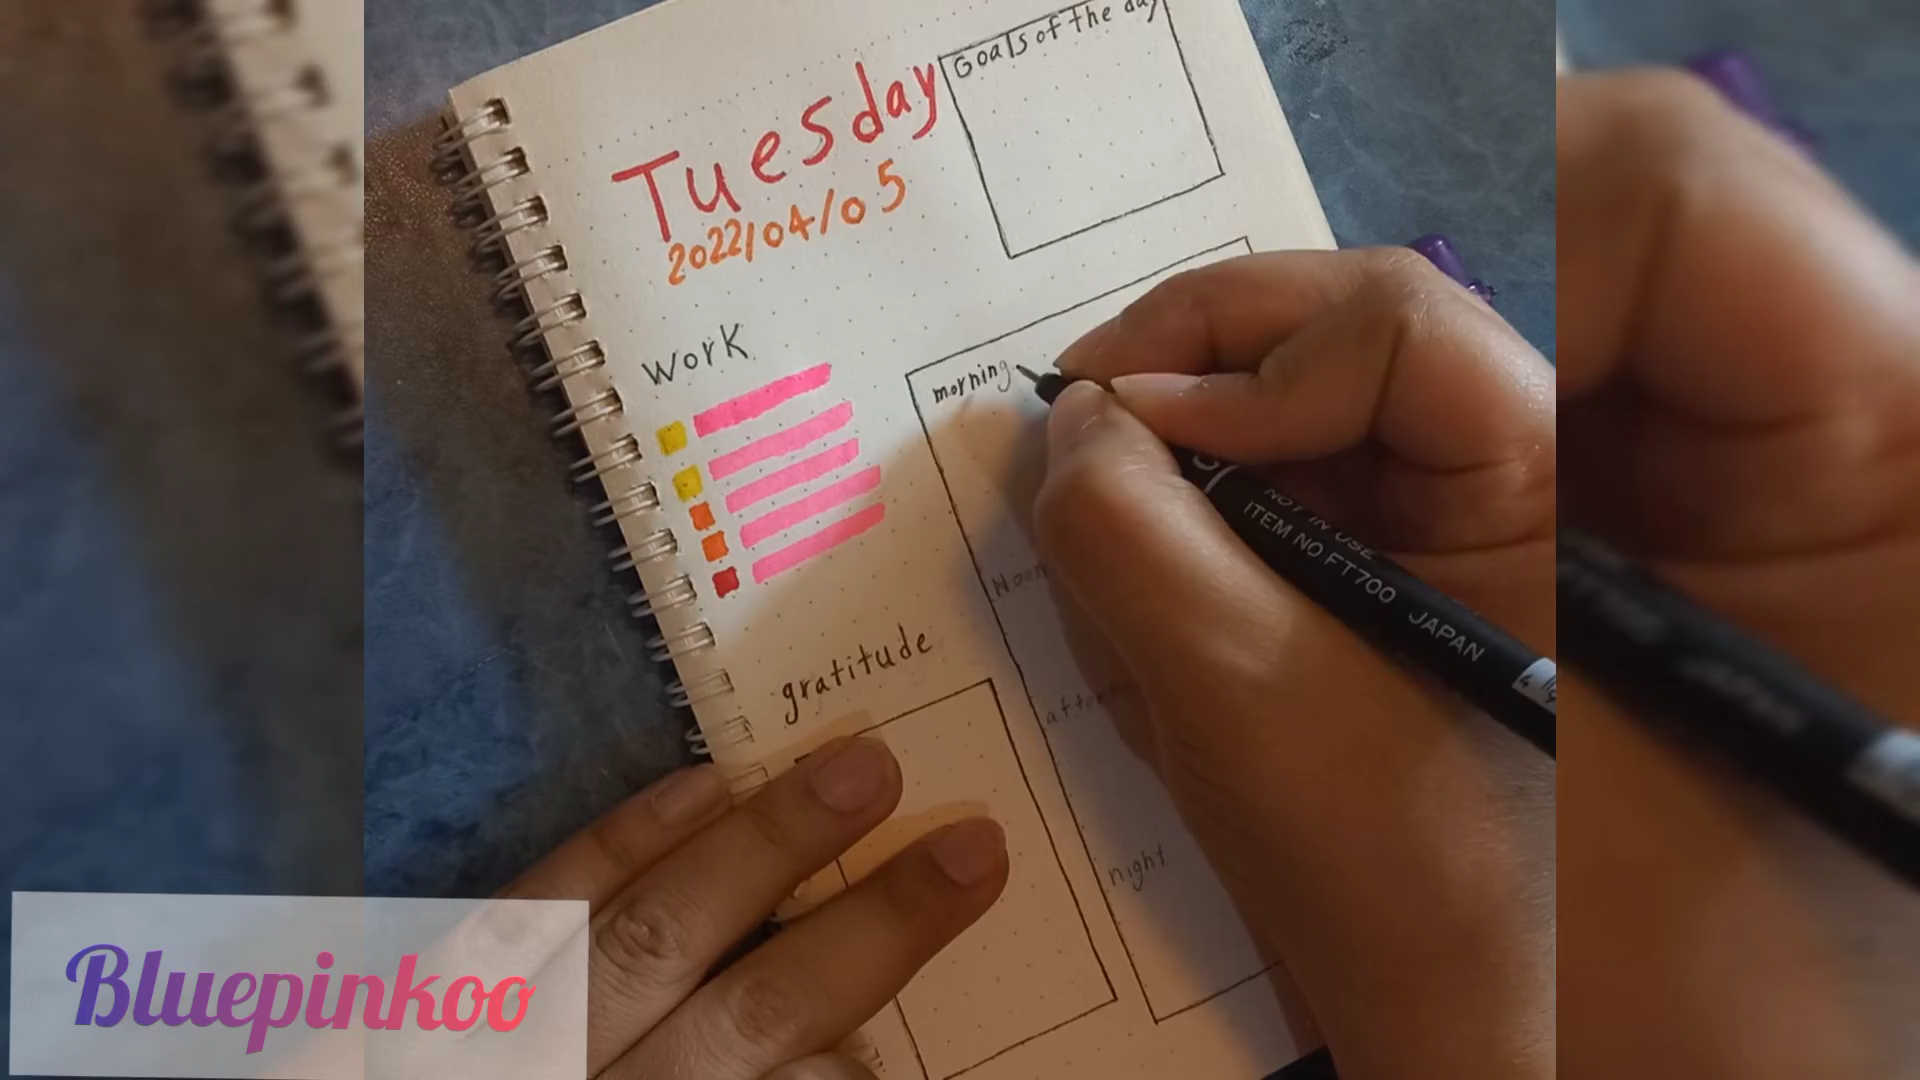 Goals of the day
Tuesday
2022/04/05
work
morning
Noon
night
gratitude
NOT IN USE
ITEM NO FT700 JAPAN
Bluepinkoo